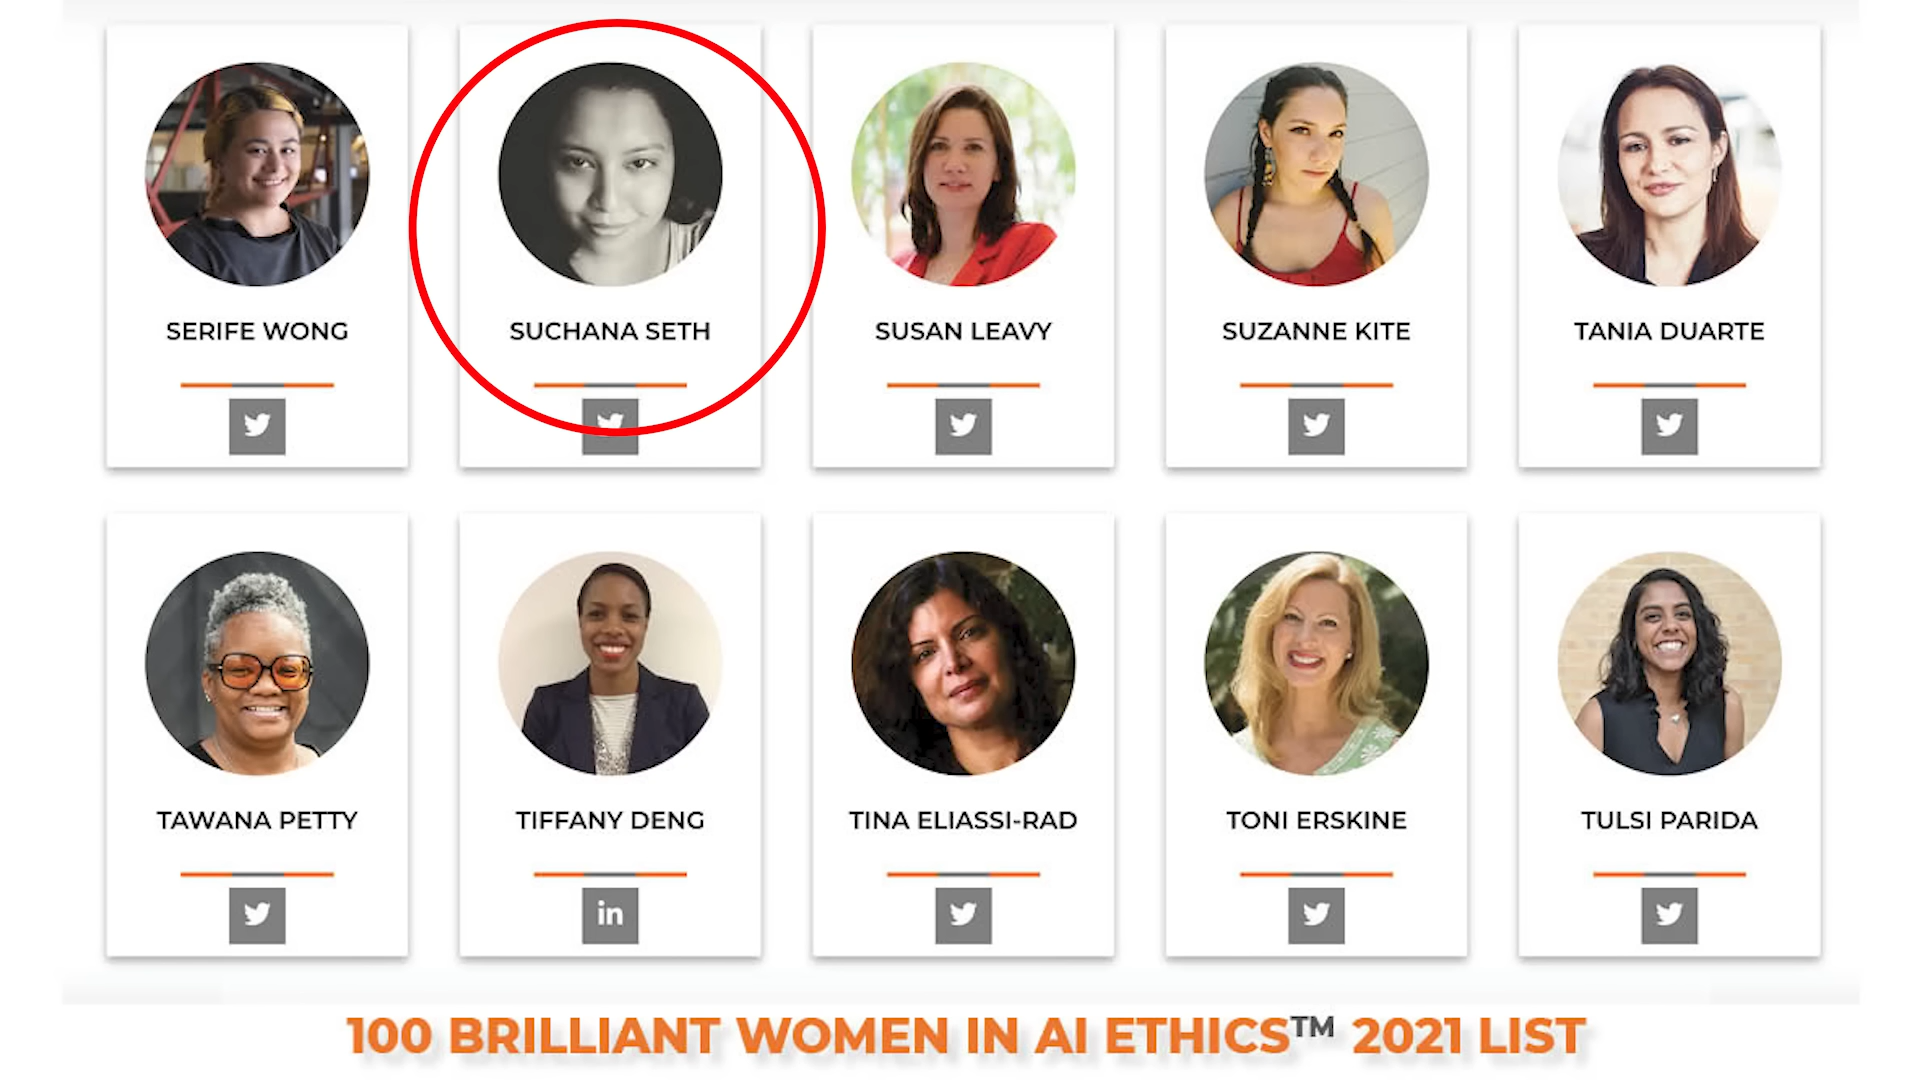 SERIFE WONG
SUCHANA SETH
SUSAN LEAVY
SUZANNE KITE
TANIA DUARTE
in
TAWANA PETTY
TIFFANY DENG
TINA ELIASSI-RAD
TONI ERSKINE
TULSI PARIDA
100 BRILLIANT WOMEN IN AI ETHICS™ 2021 LIST